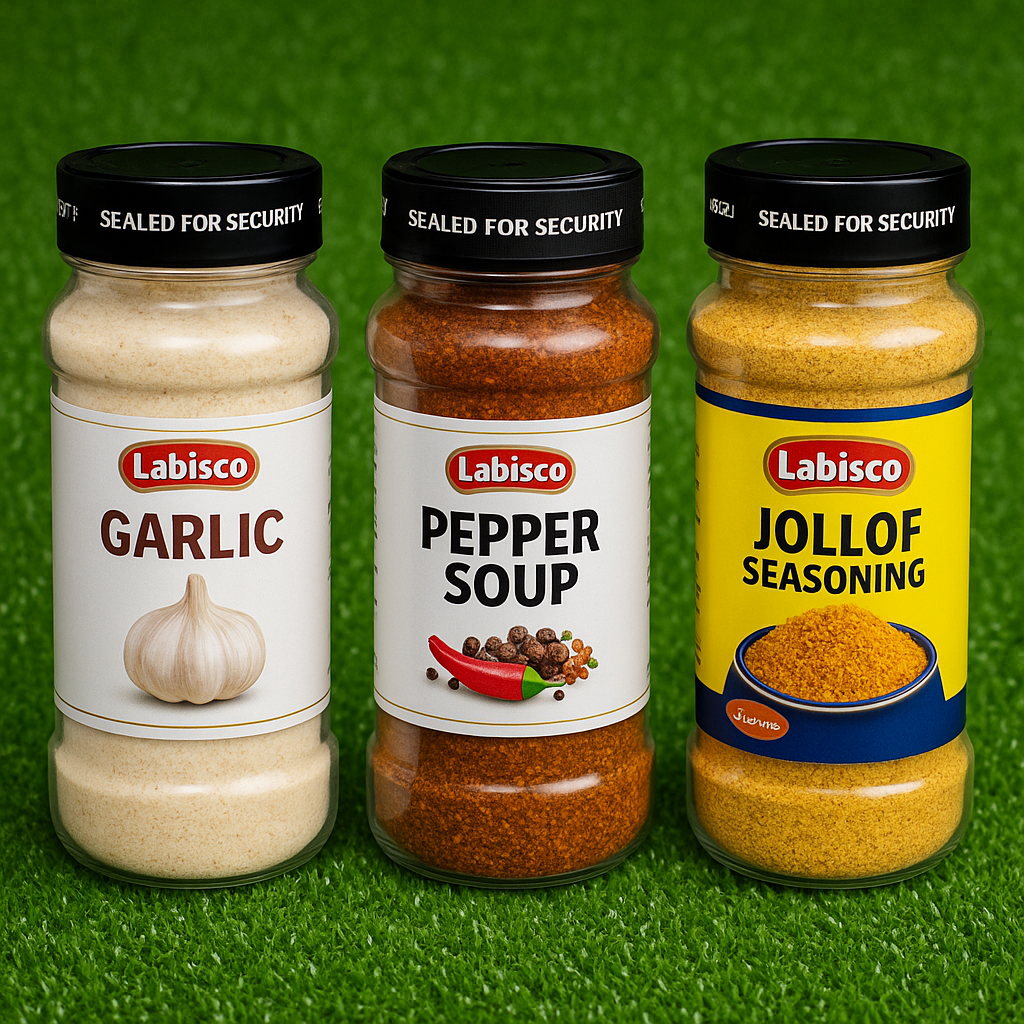 SEALED FOR SECURITY
Labisco
GARLIC
SEALED FOR SECURITY
Labisco
PEPPER
SOUP
SEALED FOR SECURITY
Labisco
JOLLOF
SEASONING